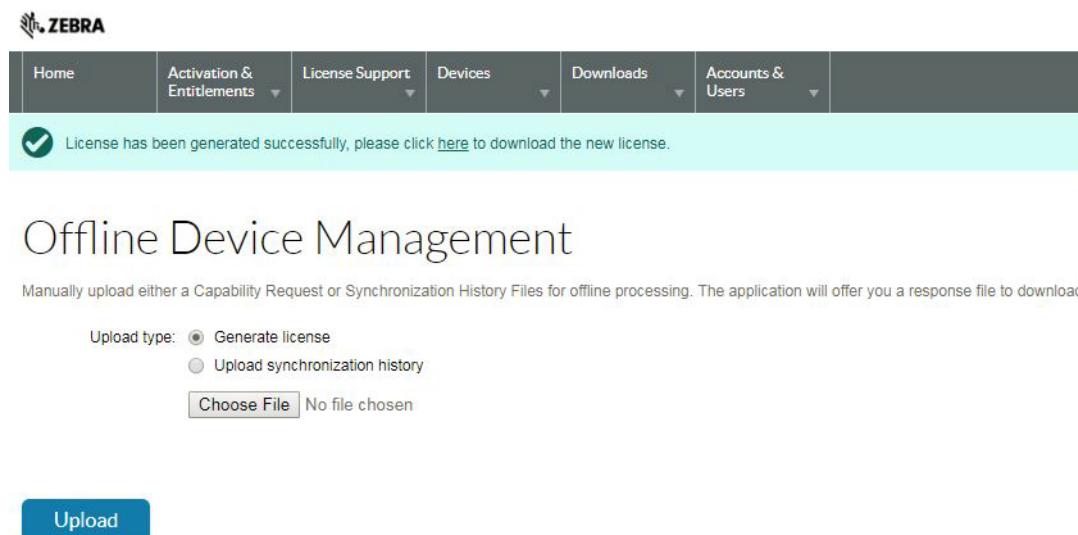 ZEBRA
Home
Activation & Entitlements
License Support
Devices
Downloads
Accounts & Users
License has been generated successfully, please click here to download the new license.
Offline Device Management
Manually upload either a Capability Request or Synchronization History Files for offline processing. The application will offer you a response file to download
Upload type:
Generate license
Upload synchronization history
Choose File No file chosen
Upload